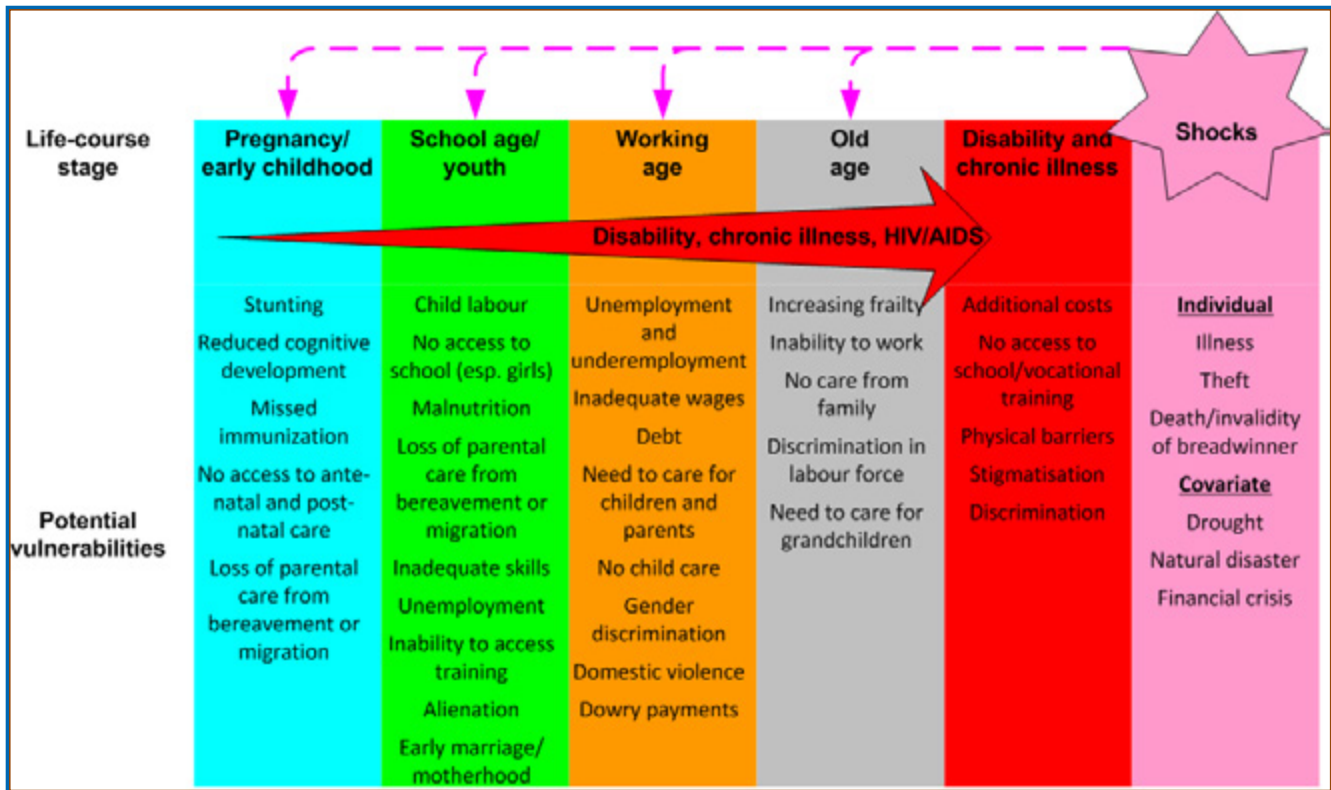 Life-course
stage
Pregnancy/
early childhood
School age/
youth
Working
age
Old
age
Disability and
chronic illness
Shocks
Disability, chronic illness, HIV/AIDS
Potential
vulnerabilities
Stunting
Reduced cognitive
development
Missed
immunization
No access to ante-
natal and post-
natal care
Loss of parental
care from
bereavement or
migration
Child labour
No access to
school (esp. girls)
Malnutrition
Loss of parental
care from
bereavement or
migration
Inadequate skills
Unemployment
Inability to access
training
Alienation
Early marriage/
motherhood
Unemployment
and
underemployment
Inadequate wages
Debt
Need to care for
children and
parents
No child care
Gender
discrimination
Domestic violence
Dowry payments
Increasing frailty
Inability to work
No care from
family
Discrimination in
labour force
Need to care for
grandchildren
Additional costs
No access to
school/vocational
training
Physical barriers
Stigmatisation
Discrimination
Individual
Illness
Theft
Death/invalidity
of breadwinner
Covariate
Drought
Natural disaster
Financial crisis